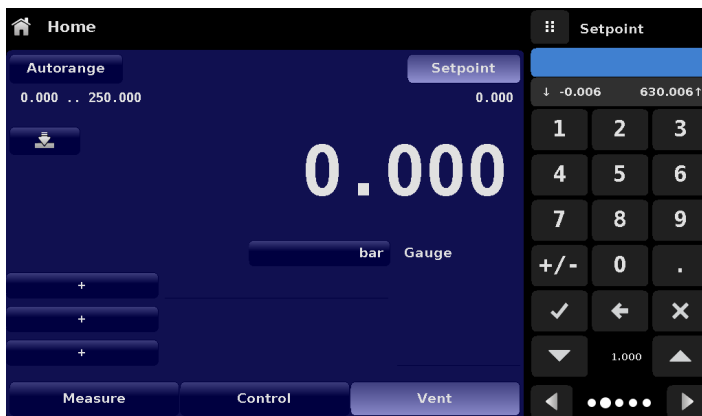 Home
Autorange
Setpoint
0.000 .. 250.000
0.000
0.000
bar
Gauge
+
+
+
Measure
Control
Vent
Setpoint
↓ -0.006 630.006↑
1 2 3
4 5 6
7 8 9
+/- 0 .
1.000